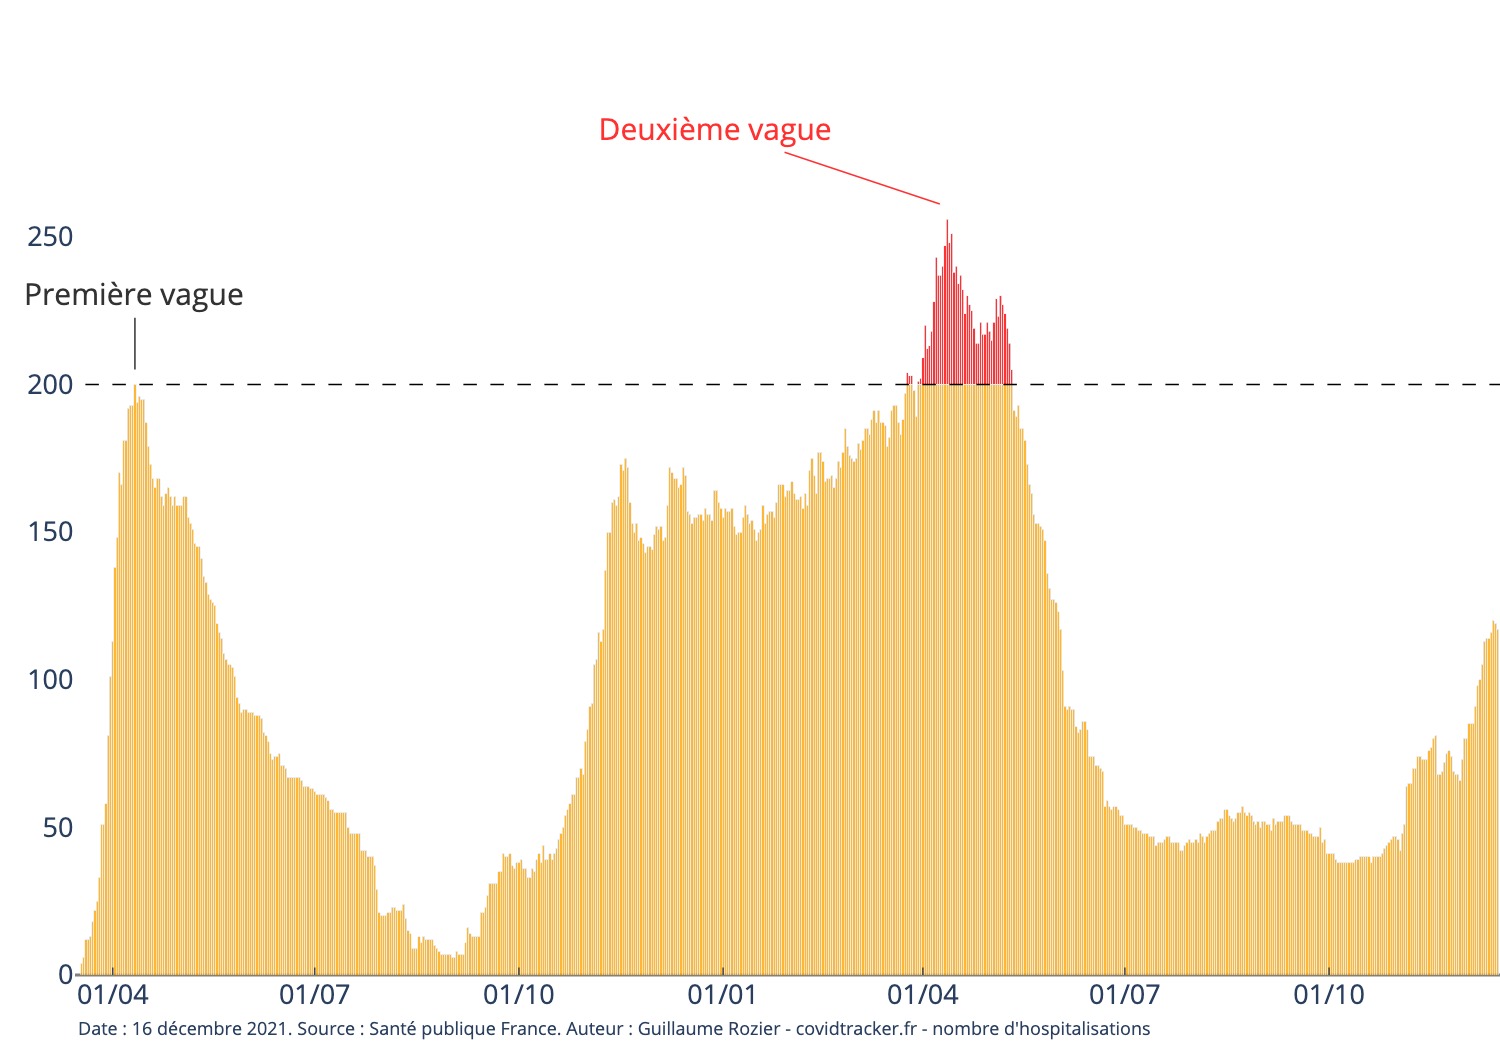 Deuxième vague
250
Première vague
200
150
100
50
0
01/04 01/07 01/10 01/01 01/04 01/07 01/10
Date : 16 décembre 2021. Source : Santé publique France. Auteur : Guillaume Rozier - covidtracker.fr - nombre d'hospitalisations